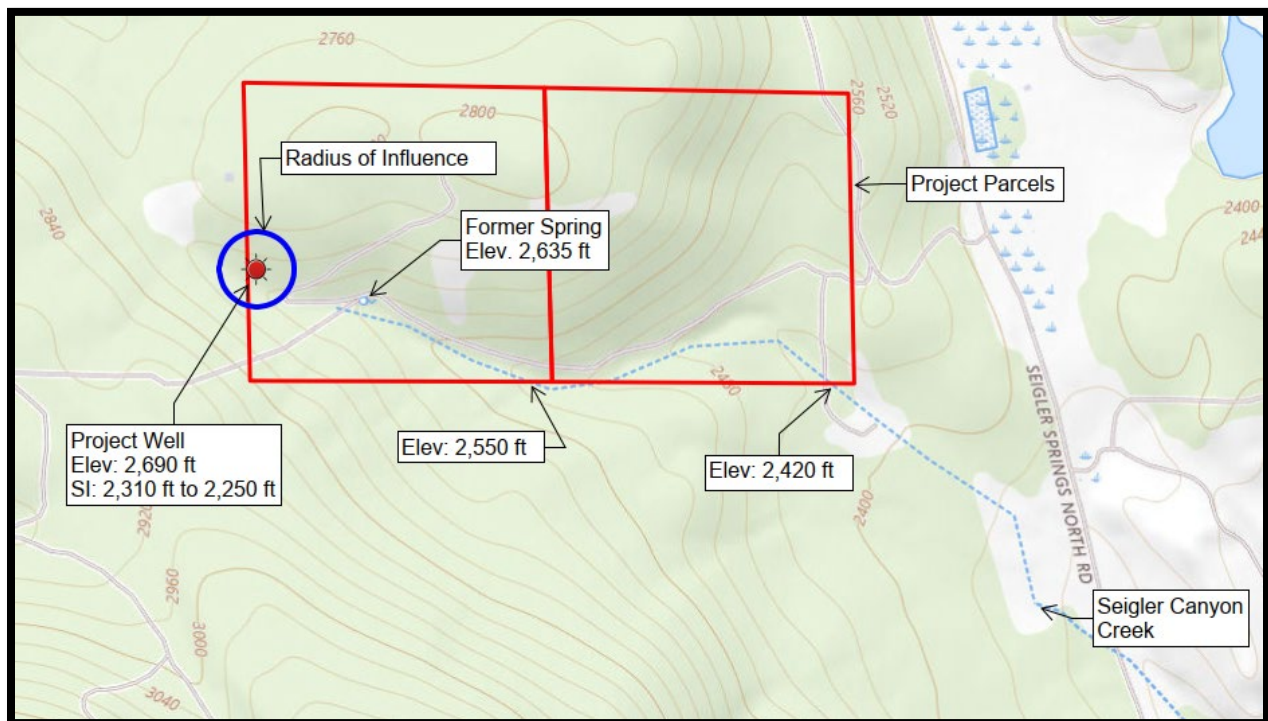 2760
2800
2560
2520
Radius of Influence
Project Parcels
2840
Former Spring
Elev. 2,635 ft
2400
2400
SEIGLER SPRINGS NORTH RD
Project Well
Elev: 2,690 ft
SI: 2,310 ft to 2,250 ft
Elev: 2,550 ft
Elev: 2,420 ft
2400
2920
2960
3000
3040
Seigler Canyon
Creek